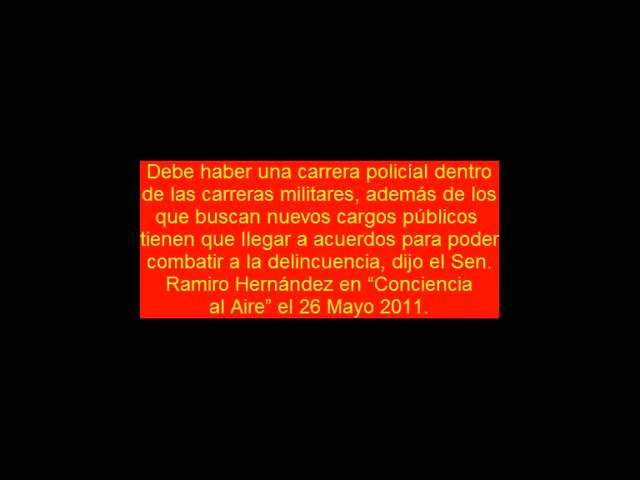 Debe haber una carrera policíal dentro
de las carreras militares, además de los
que buscan nuevos cargos públicos
tienen que llegar a acuerdos para poder
combatir a la delincuencia, dijo el Sen.
Ramiro Hernández en “Conciencia
al Aire” el 26 Mayo 2011.